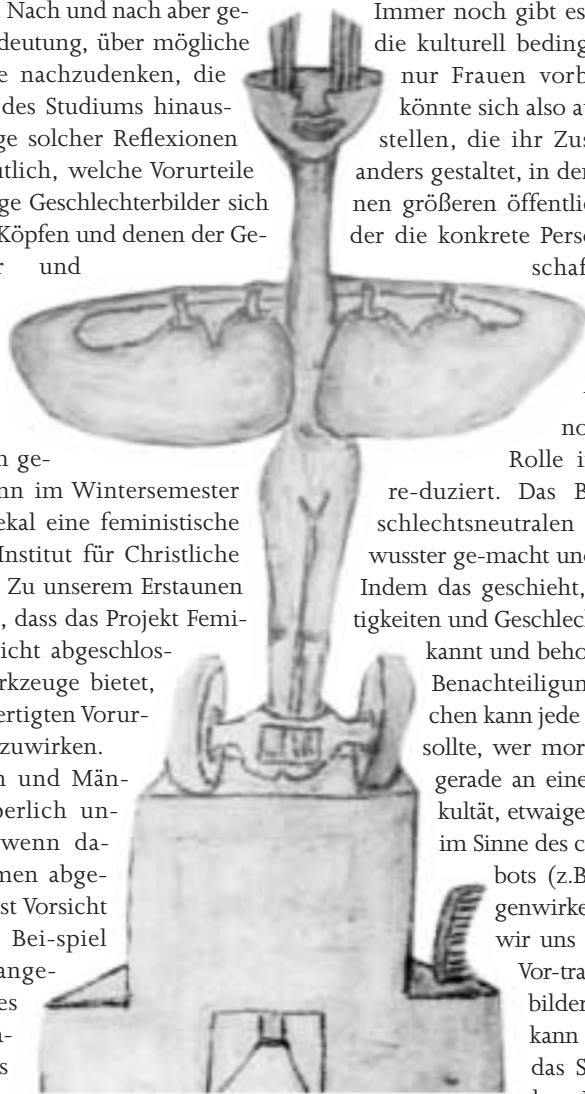 Nach und nach aber ge-
deutung, über mögliche
e nachzudenken, die
des Studiums hinaus-
ge solcher Reflexionen
utlich, welche Vorurteile
ge Geschlechterbilder sich
Köpfen und denen der Ge-
r und
n ge-
nn im Wintersemester
ekal eine feministische
Institut für Christliche
Zu unserem Erstaunen
, dass das Projekt Femi-
icht abgeschlos-
rkzeuge bietet,
ertigten Vorur-
zuwirken.
n und Män-
perlich un-
wenn da-
men abge-
st Vorsicht
Bei-spiel
ange-
es
a-
s
Immer noch gibt es
die kulturell beding
nur Frauen vorb
könnte sich also a
stellen, die ihr Zus
anders gestaltet, in der
nen größeren öffentli
der die konkrete Pers
schaf
no
Rolle i
re-duziert. Das B
schlechtsneutralen
wusster ge-macht und
Indem das geschieht,
tigkeiten und Geschlec
kannt und beho
Benachteiligun
chen kann jede
sollte, wer mor
gerade an eine
kultät, etwaige
im Sinne des c
bots (z.B
genwirke
wir uns
Vor-tra
bilder
kann
das S